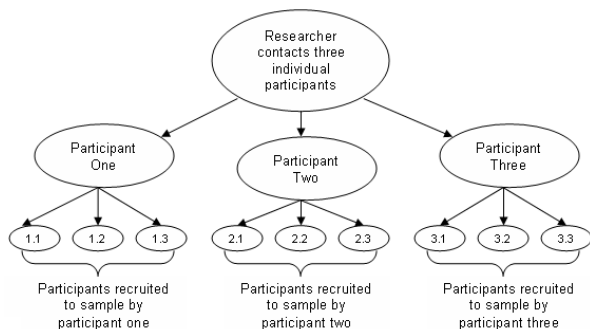 Researcher
contacts three
individual
participants
Participant
One
Participant
Two
Participant
Three
1.1
1.2
1.3
2.1
2.2
2.3
3.1
3.2
3.3
Participants recruited
to sample by
participant one
Participants recruited
to sample by
participant two
Participants recruited
to sample by
participant three